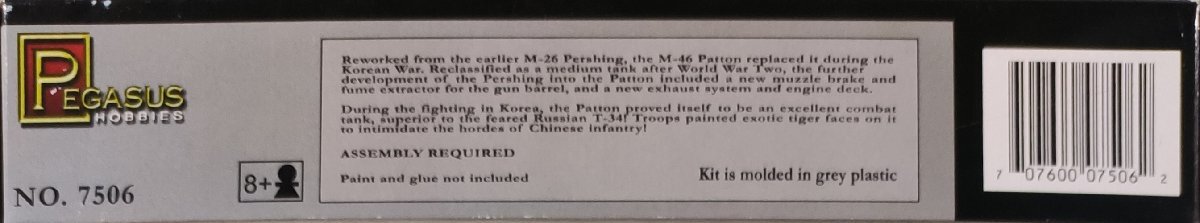 PEGASUS
HOBBIES
NO. 7506
8+
Reworked from the earlier M-26 Pershing, the M-46 Patton replaced it during the
Korean War. Reclassified as a medium tank after World War Two, the further
development of the Pershing into the Patton included a new muzzle brake and
fume extractor for the gun barrel, and a new exhaust system and engine deck.
During the fighting in Korea, the Patton proved itself to be an excellent combat
tank, superior to the feared Russian T-34! Troops painted exotic tiger faces on it
to intimidate the hordes of Chinese infantry!
ASSEMBLY REQUIRED
Paint and glue not included
Kit is molded in grey plastic
7 07600 07506 2